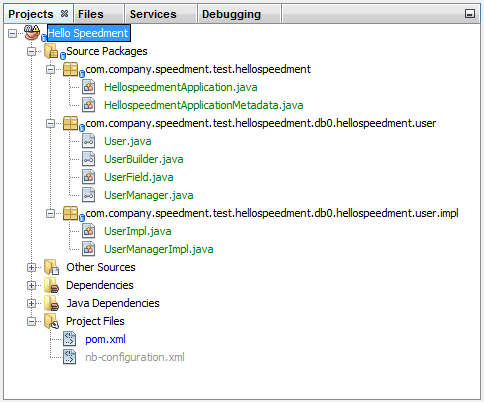 Projects Files Services Debugging
Hello Speedment
Source Packages
com.company.speedment.test.hellospeedment
HellospeedmentApplication.java
HellospeedmentApplicationMetadata.java
com.company.speedment.test.hellospeedment.db0.hellospeedment.user
User.java
UserBuilder.java
UserField.java
UserManager.java
com.company.speedment.test.hellospeedment.db0.hellospeedment.user.impl
UserImpl.java
UserManagerImpl.java
Other Sources
Dependencies
Java Dependencies
Project Files
pom.xml
nb-configuration.xml